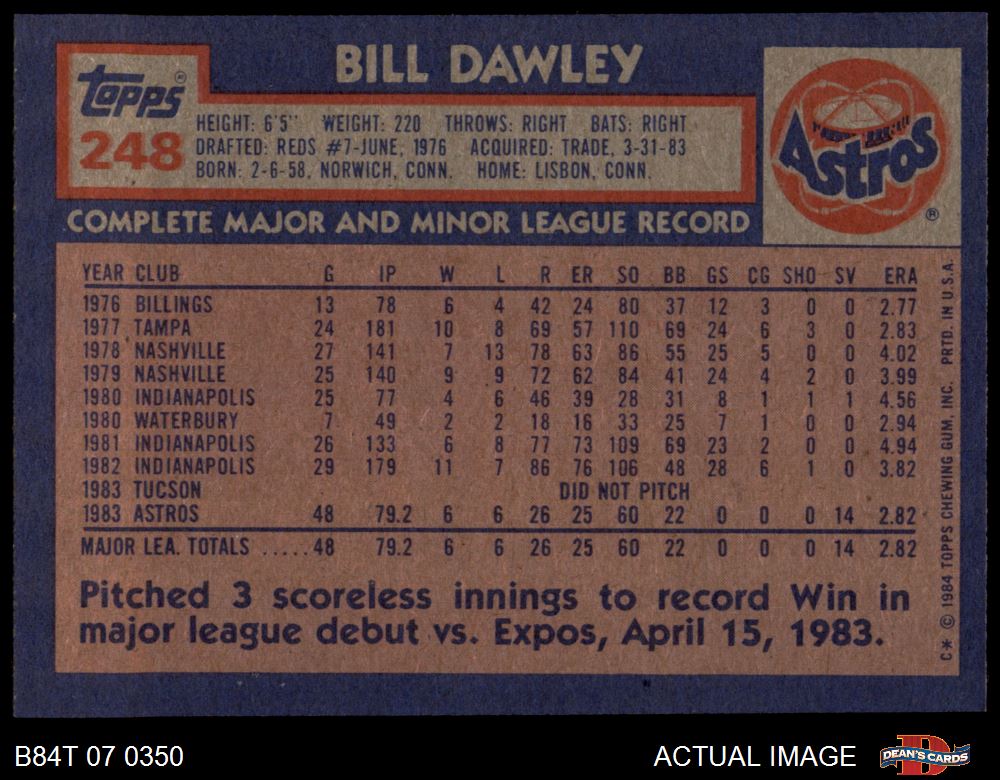 BILL DAWLEY
Topps ®
248
HEIGHT: 6'5" WEIGHT: 220 THROWS: RIGHT BATS: RIGHT
DRAFTED: REDS #7-JUNE, 1976 ACQUIRED: TRADE, 3-31-83
BORN: 2-6-58, NORWICH, CONN. HOME: LISBON, CONN.
Astros ®
COMPLETE MAJOR AND MINOR LEAGUE RECORD
YEAR CLUB G IP W L R ER SO BB GS CG SHO SV ERA
1976 BILLINGS 13 78 6 4 42 24 80 37 12 3 0 0 2.77
1977 TAMPA 24 181 10 8 69 57 110 69 24 6 3 0 2.83
1978 NASHVILLE 27 141 7 13 78 63 86 55 25 5 0 0 4.02
1979 NASHVILLE 25 140 9 9 72 62 84 41 24 4 2 0 3.99
1980 INDIANAPOLIS 25 77 4 6 46 39 28 31 8 1 1 1 4.56
1980 WATERBURY 7 49 2 2 18 16 33 25 7 1 0 0 2.94
1981 INDIANAPOLIS 26 133 6 8 77 73 109 69 23 2 0 0 4.94
1982 INDIANAPOLIS 29 179 11 7 86 76 106 48 28 6 1 0 3.82
1983 TUCSON DID NOT PITCH
1983 ASTROS 48 79.2 6 6 26 25 60 22 0 0 0 14 2.82
MAJOR LEA. TOTALS .....48 79.2 6 6 26 25 60 22 0 0 0 14 2.82
Pitched 3 scoreless innings to record Win in
major league debut vs. Expos, April 15, 1983.
C* © 1984 TOPPS CHEWING GUM, INC. PRTD. IN U.S.A.
B84T 07 0350 ACTUAL IMAGE
D
DEAN'S CARDS